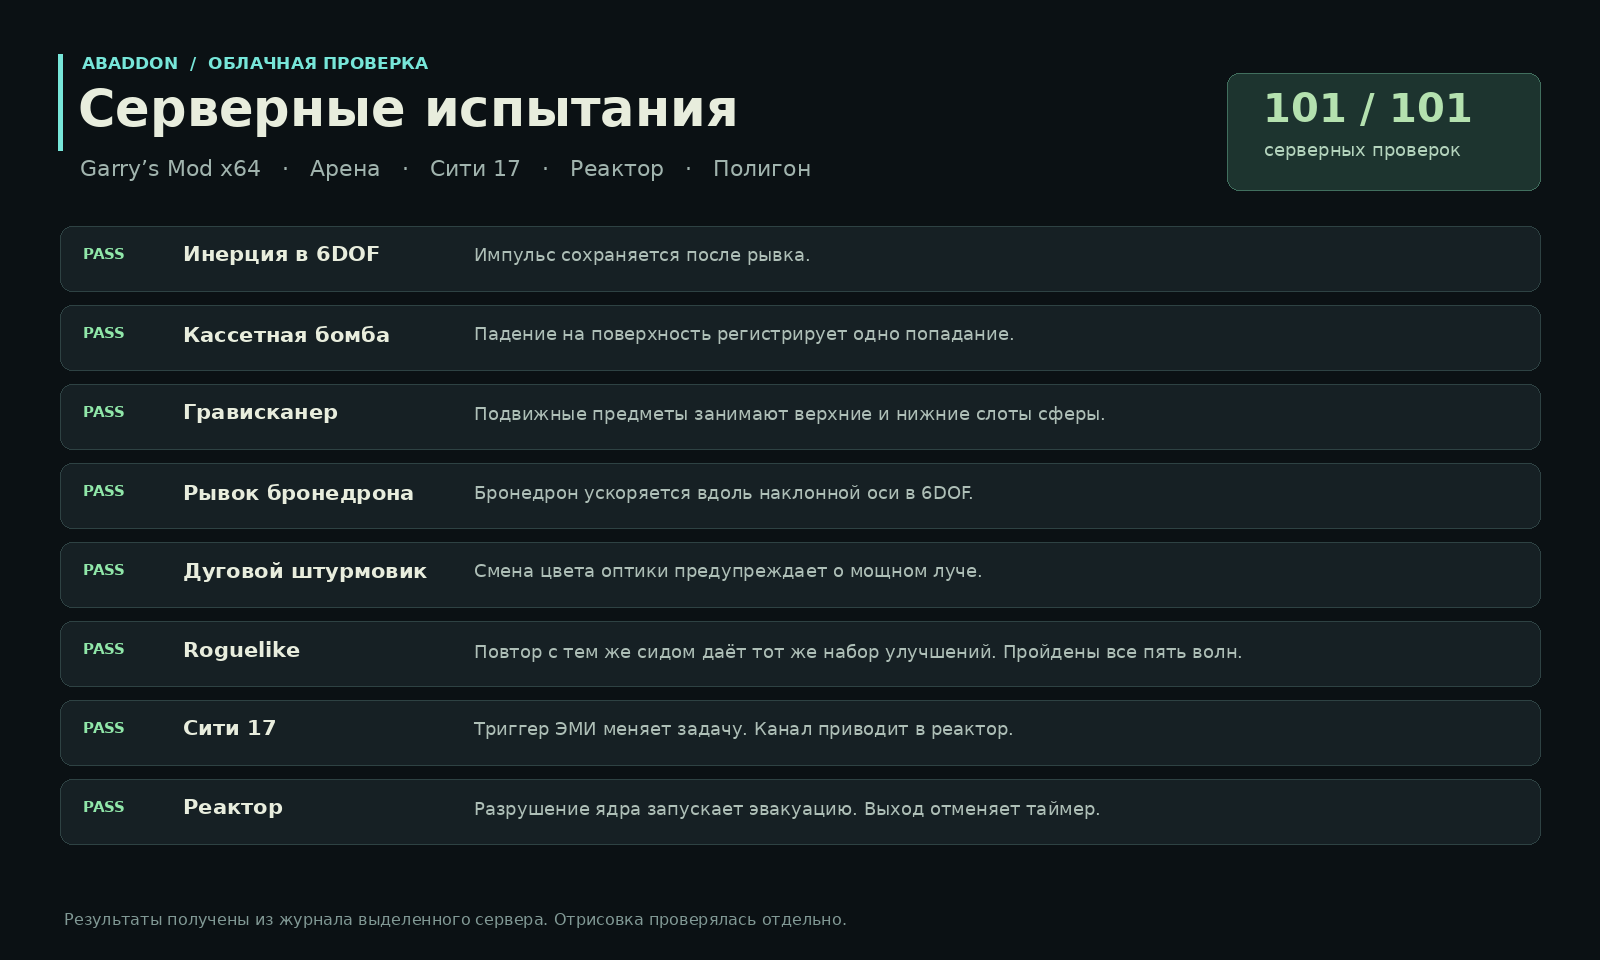 ABADDON / ОБЛАЧНАЯ ПРОВЕРКА
Серверные испытания
Garry’s Mod x64 · Арена · Сити 17 · Реактор · Полигон
101 / 101
серверных проверок
PASS Инерция в 6DOF Импульс сохраняется после рывка.
PASS Кассетная бомба Падение на поверхность регистрирует одно попадание.
PASS Грависканер Подвижные предметы занимают верхние и нижние слоты сферы.
PASS Рывок бронедрона Бронедрон ускоряется вдоль наклонной оси в 6DOF.
PASS Дуговой штурмовик Смена цвета оптики предупреждает о мощном луче.
PASS Roguelike Повтор с тем же сидом даёт тот же набор улучшений. Пройдены все пять волн.
PASS Сити 17 Триггер ЭМИ меняет задачу. Канал приводит в реактор.
PASS Реактор Разрушение ядра запускает эвакуацию. Выход отменяет таймер.
Результаты получены из журнала выделенного сервера. Отрисовка проверялась отдельно.